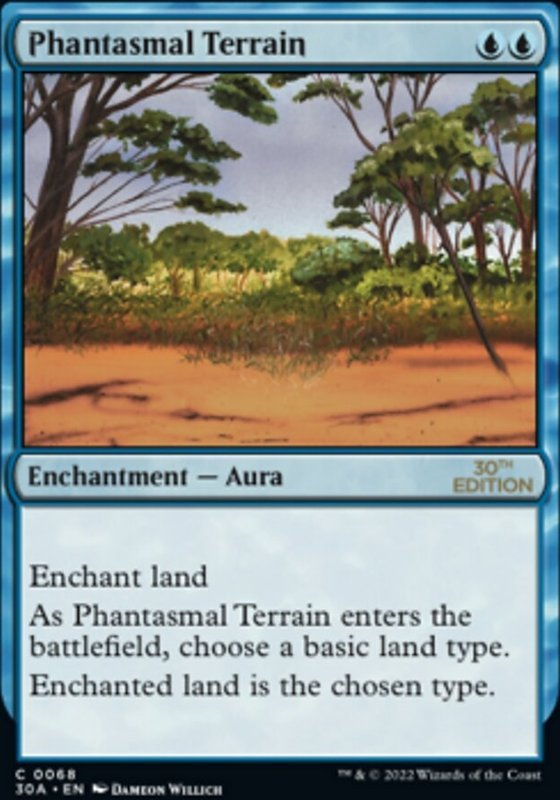 Phantasmal Terrain
Enchantment — Aura
30TH
EDITION
Enchant land
As Phantasmal Terrain enters the
battlefield, choose a basic land type.
Enchanted land is the chosen type.
C 0068
30A • EN Dameon Willich
™ & © 2022 Wizards of the Coast